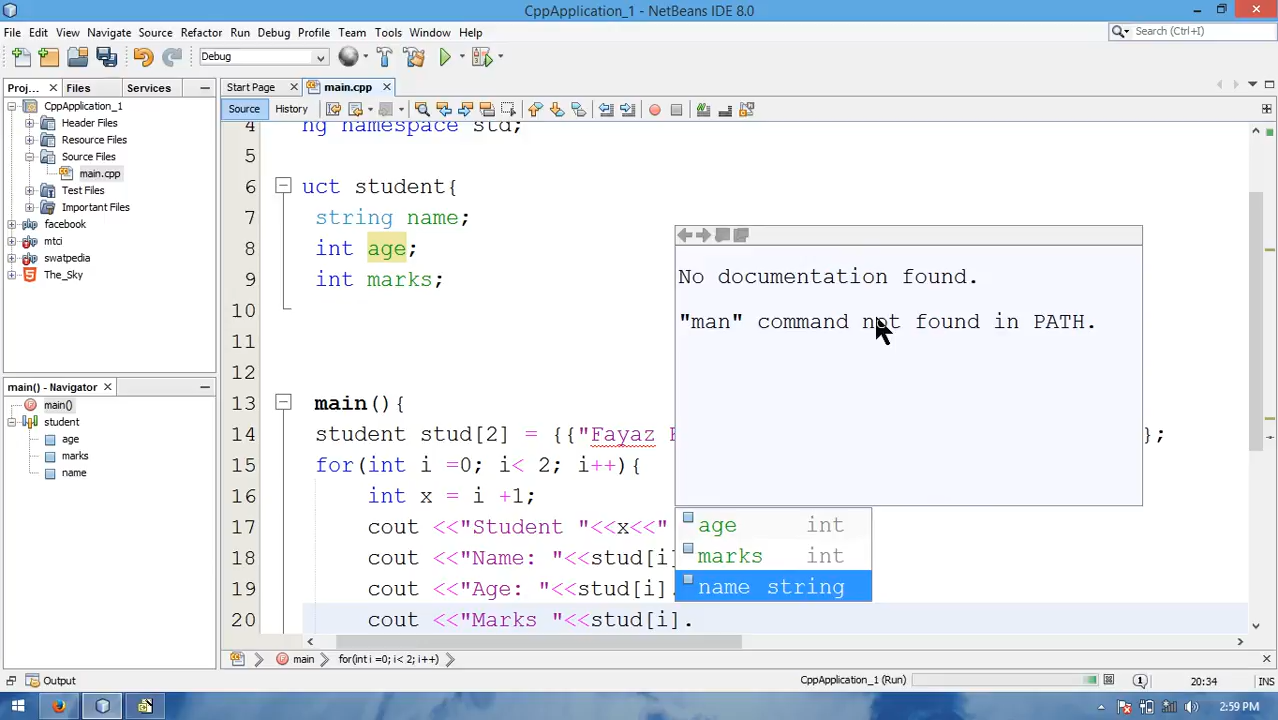 CppApplication_1 - NetBeans IDE 8.0
File Edit View Navigate Source Refactor Run Debug Profile Team Tools Window Help
Search (Ctrl+I)
Debug
Proj... Files Services
Start Page main.cpp
Source History
CppApplication_1
Header Files
Resource Files
Source Files
main.cpp
Test Files
Important Files
facebook
mtci
swatpedia
The_Sky
main() - Navigator
main()
student
age
marks
name
4 ng namespace std;
5
6 uct student{
7 string name;
8 int age;
9 int marks;
10
11
12
13 main(){
14 student stud[2] = {{"Fayaz };
15 for(int i =0; i< 2; i++){
16 int x = i +1;
17 cout <<"Student "<<x<<"
18 cout <<"Name: "<<stud[i]
19 cout <<"Age: "<<stud[i].
20 cout <<"Marks "<<stud[i].
No documentation found.
"man" command not found in PATH.
age int
marks int
name string
main for(int i =0; i< 2; i++)
Output
CppApplication_1 (Run)
1
20:34 INS
2:59 PM